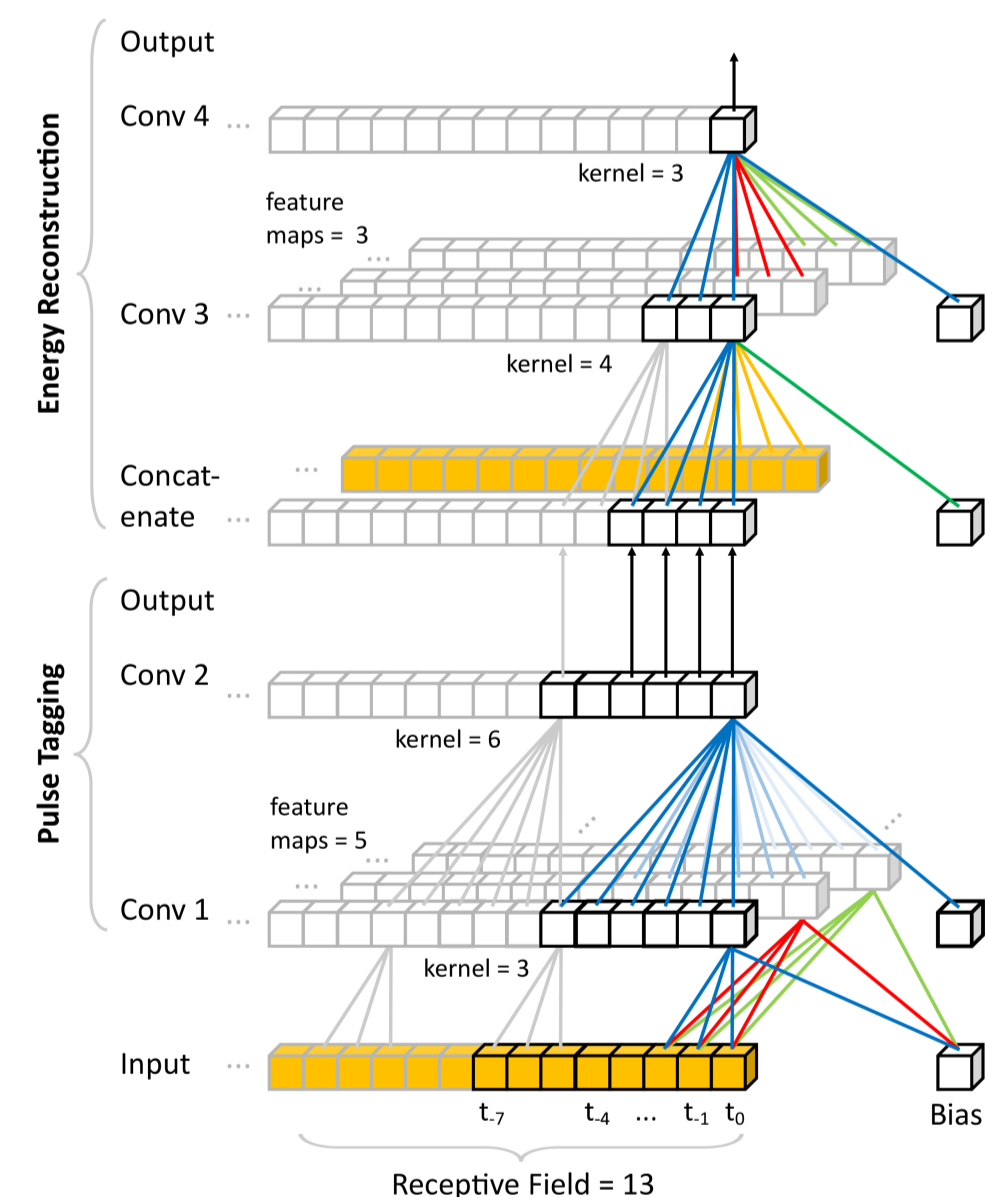 Energy Reconstruction
Output
Conv 4 ...
kernel = 3
feature
maps = 3
...
...
Conv 3 ...
kernel = 4
Concat-
...
enate ...
Pulse Tagging
Output
Conv 2 ...
kernel = 6
feature
maps = 5
...
...
...
...
Conv 1 ...
kernel = 3
Input ...
t-7 t-4 ... t-1 t0 Bias
Receptive Field = 13